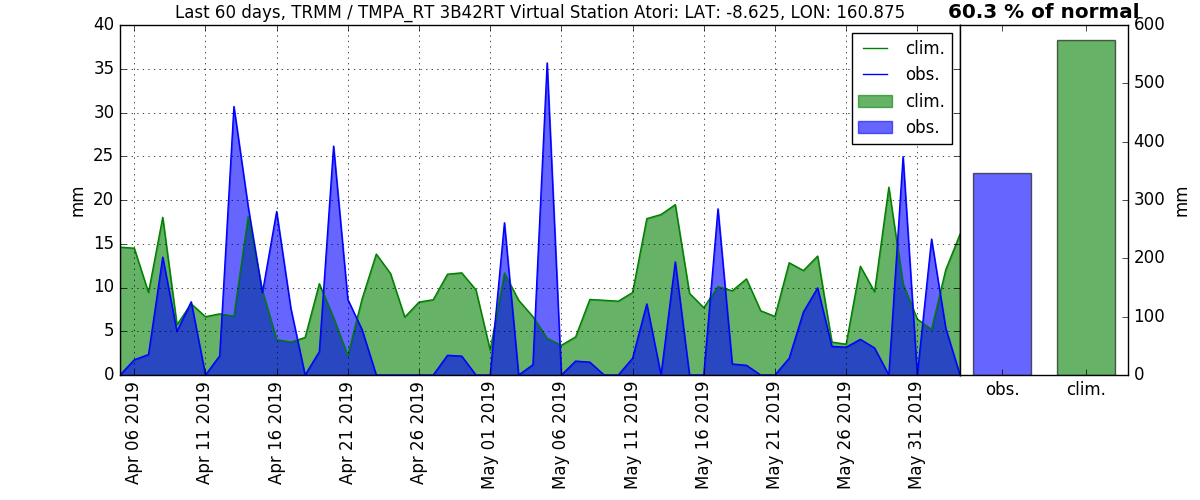 Last 60 days, TRMM / TMPA_RT 3B42RT Virtual Station Atori: LAT: -8.625, LON: 160.875
60.3 % of normal
mm
40
35
30
25
20
15
10
5
0
clim.
obs.
clim.
obs.
600
500
400
300
200
100
0
mm
Apr 06 2019
Apr 11 2019
Apr 16 2019
Apr 21 2019
Apr 26 2019
May 01 2019
May 06 2019
May 11 2019
May 16 2019
May 21 2019
May 26 2019
May 31 2019
obs.
clim.